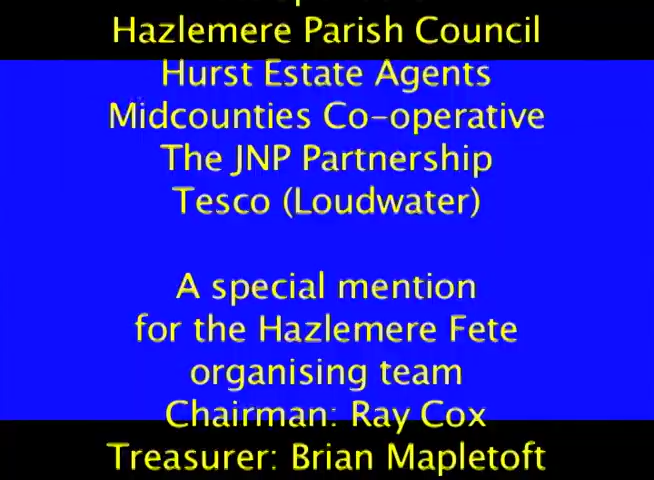 Hazlemere Parish Council
Hurst Estate Agents
Midcounties Co-operative
The JNP Partnership
Tesco (Loudwater)
A special mention
for the Hazlemere Fete
organising team
Chairman: Ray Cox
Treasurer: Brian Mapletoft